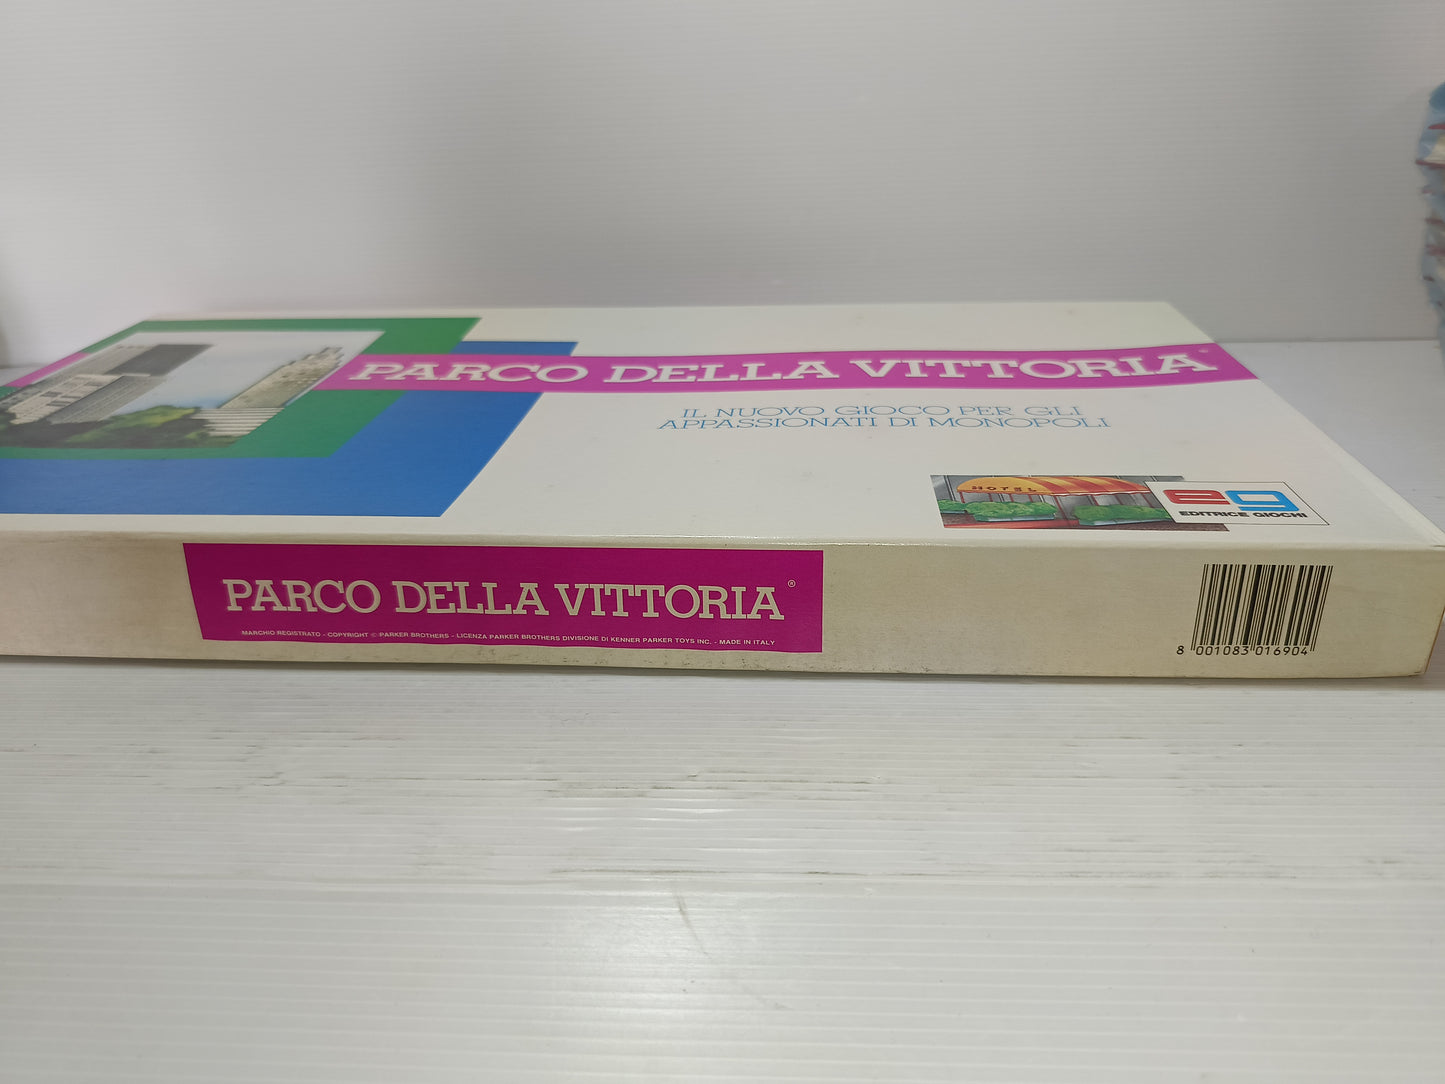 PARCO DELLA VITTORIA®
IL NUOVO GIOCO PER GLI
APPASSIONATI DI MONOPOLI
HOTEL
eg
EDITRICE GIOCHI
PARCO DELLA VITTORIA®
MARCHIO REGISTRATO - COPYRIGHT © PARKER BROTHERS - LICENZA PARKER BROTHERS DIVISIONE DI KENNER PARKER TOYS INC. - MADE IN ITALY
8 001083 016904